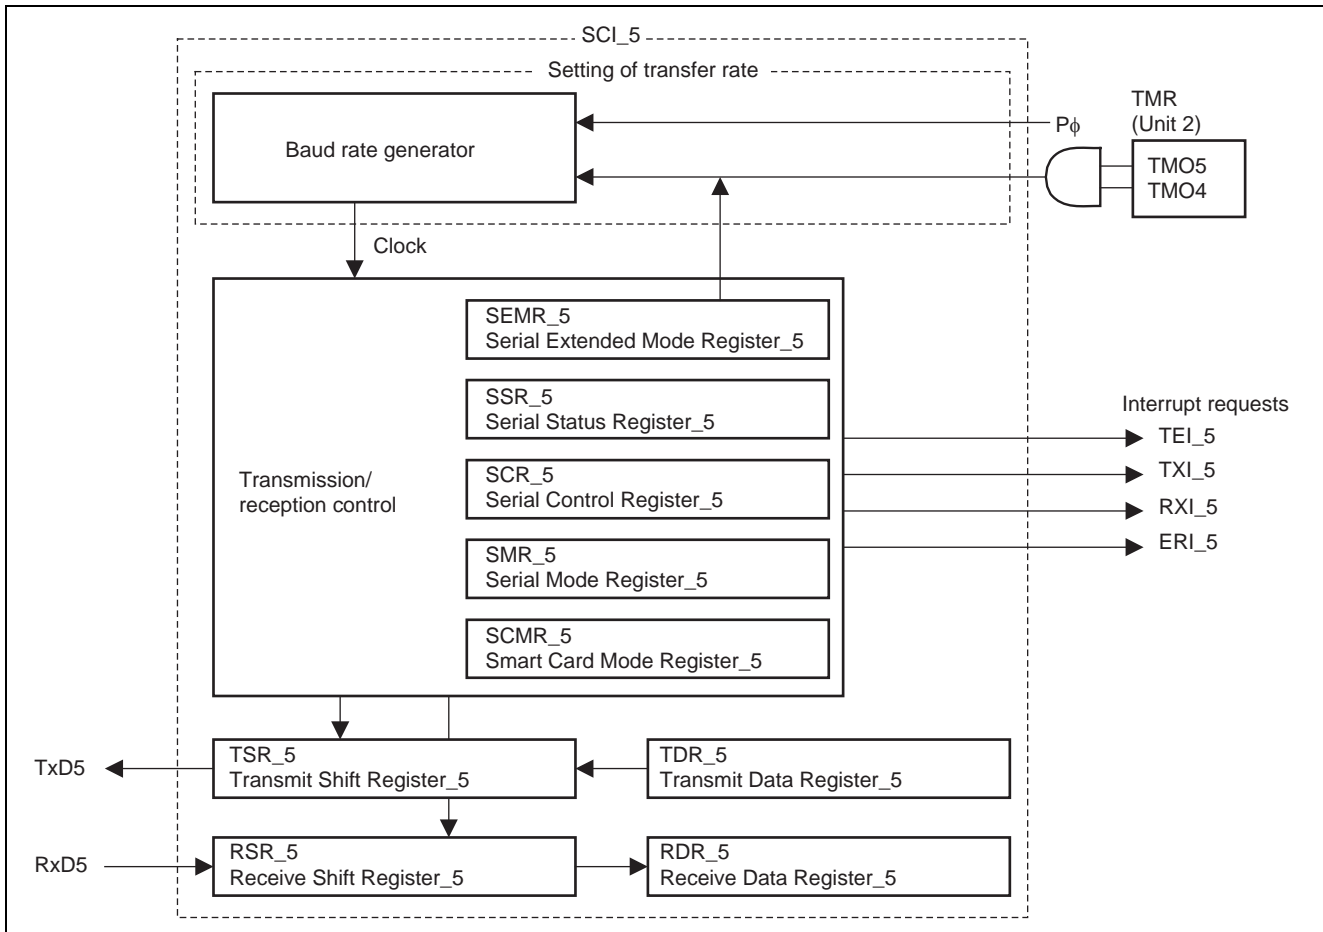 SCI_5
Setting of transfer rate
TMR
(Unit 2)
Pϕ
Baud rate generator
TMO5
TMO4
Clock
SEMR_5
Serial Extended Mode Register_5
SSR_5
Serial Status Register_5
Interrupt requests
TEI_5
TXI_5
RXI_5
ERI_5
Transmission/
reception control
SCR_5
Serial Control Register_5
SMR_5
Serial Mode Register_5
SCMR_5
Smart Card Mode Register_5
TxD5
TSR_5
Transmit Shift Register_5
TDR_5
Transmit Data Register_5
RxD5
RSR_5
Receive Shift Register_5
RDR_5
Receive Data Register_5